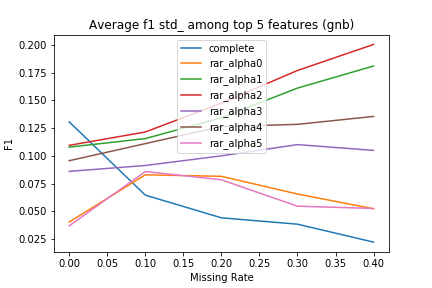 Average f1 std_ among top 5 features (gnb)
F1
0.200
0.175
0.150
0.125
0.100
0.075
0.050
0.025
complete
rar_alpha0
rar_alpha1
rar_alpha2
rar_alpha3
rar_alpha4
rar_alpha5
0.00 0.05 0.10 0.15 0.20 0.25 0.30 0.35 0.40
Missing Rate